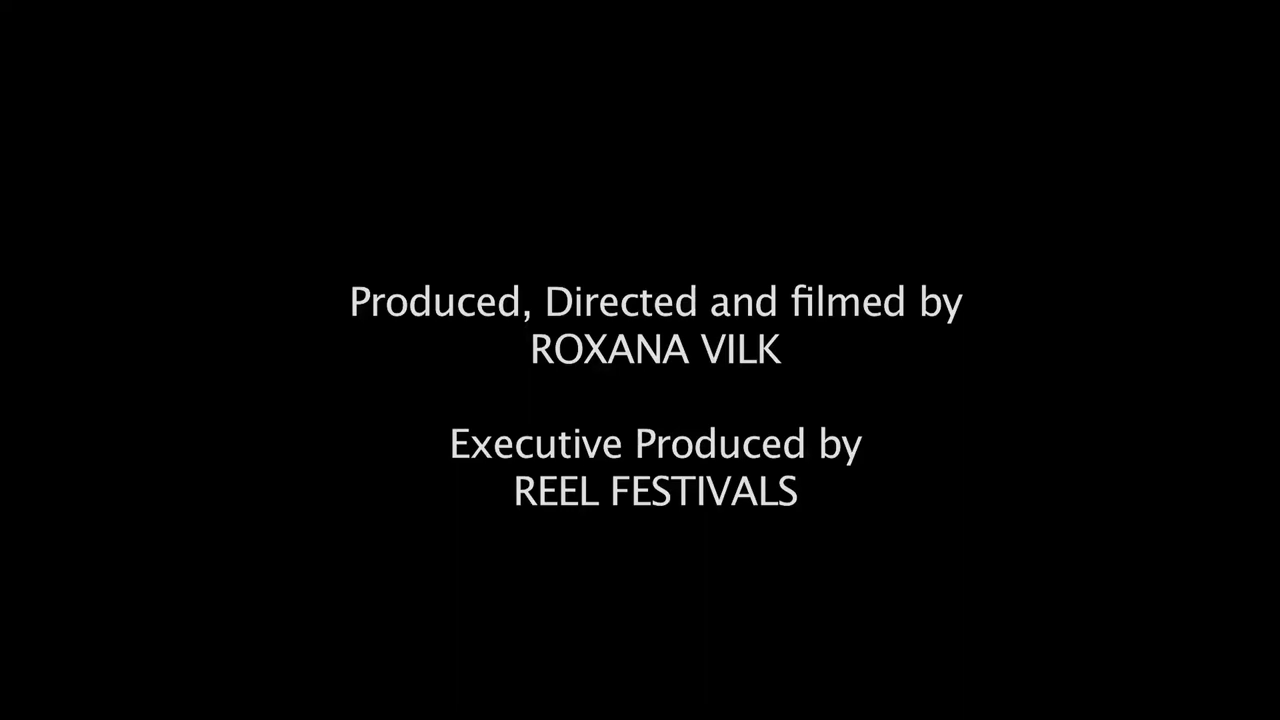 Produced, Directed and filmed by
ROXANA VILK
Executive Produced by
REEL FESTIVALS